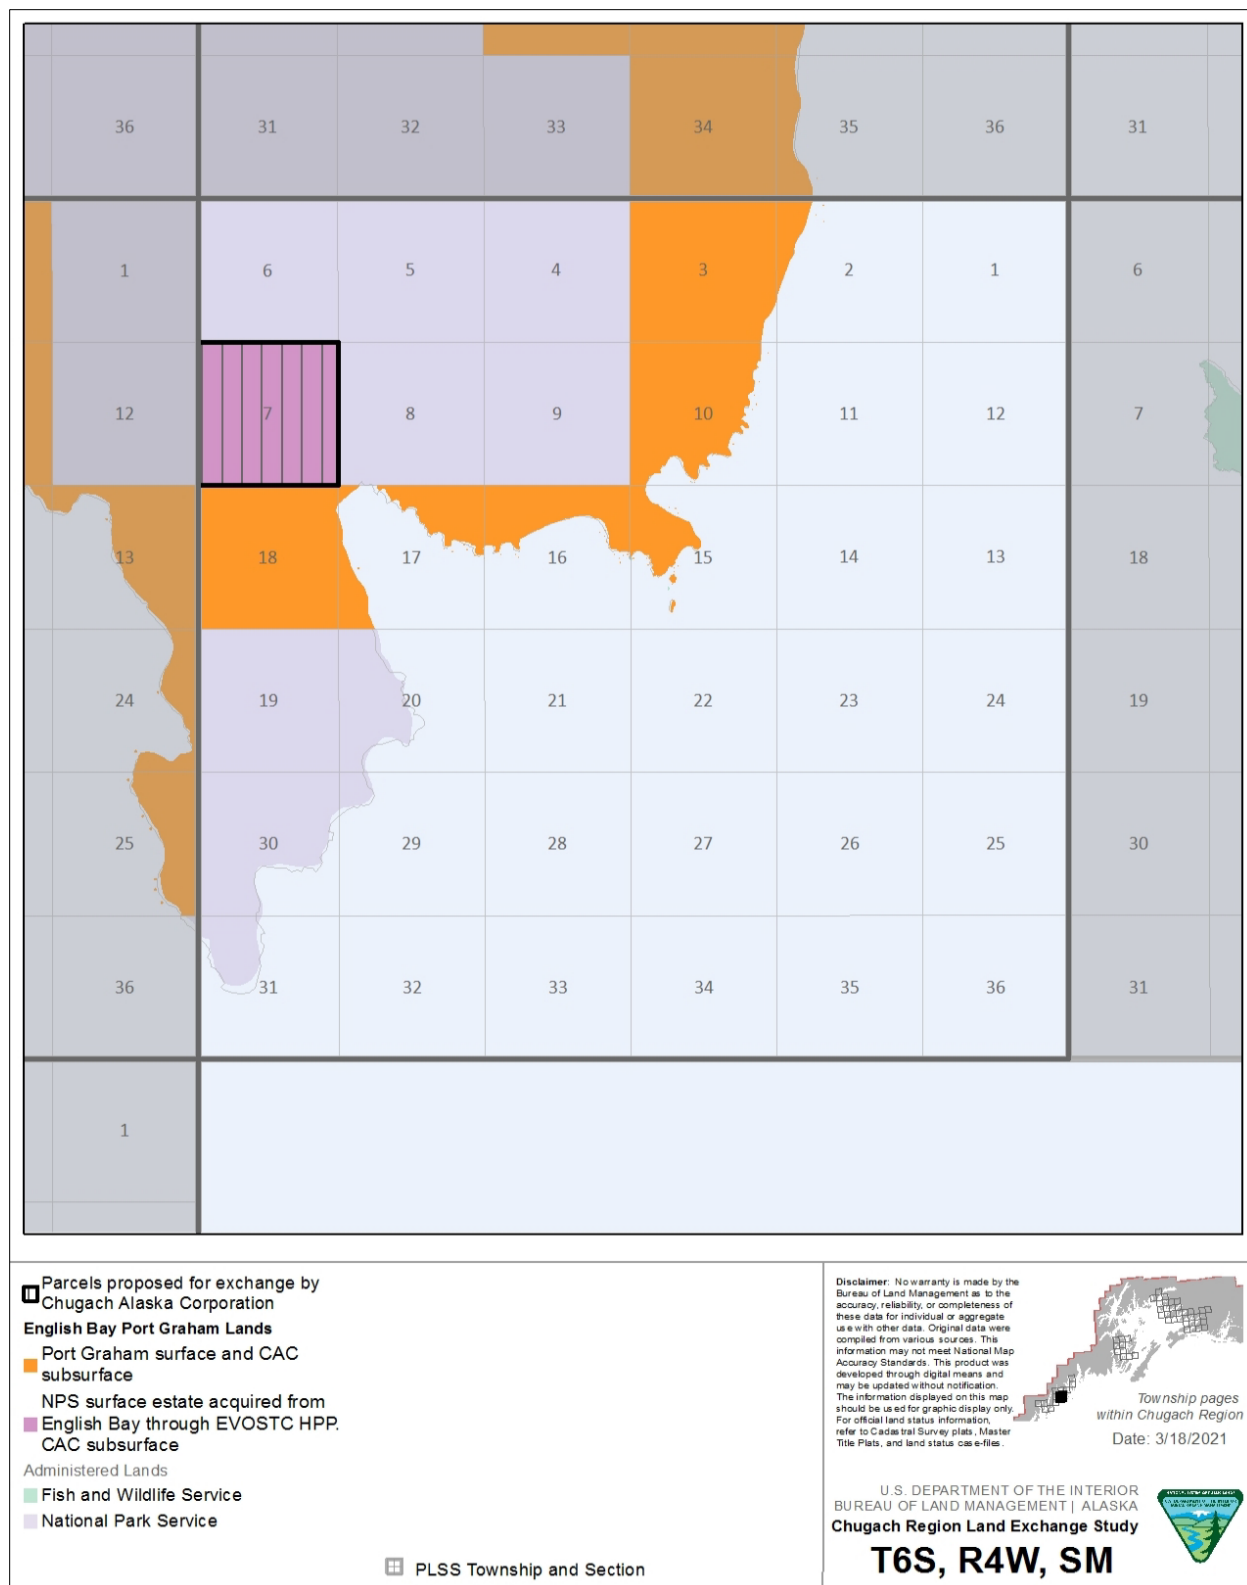 36 31 32 33 34 35 36 31
1 6 5 4 3 2 1 6
12 7 8 9 10 11 12 7
13 18 17 16 15 14 13 18
24 19 20 21 22 23 24 19
25 30 29 28 27 26 25 30
36 31 32 33 34 35 36 31
1
Parcels proposed for exchange by
Chugach Alaska Corporation
English Bay Port Graham Lands
Port Graham surface and CAC
subsurface
NPS surface estate acquired from
English Bay through EVOSTC HPP.
CAC subsurface
Administered Lands
Fish and Wildlife Service
National Park Service
PLSS Township and Section
Disclaimer: No warranty is made by the
Bureau of Land Management as to the
accuracy, reliability, or completeness of
these data for individual or aggregate
use with other data. Original data were
compiled from various sources. This
information may not meet National Map
Accuracy Standards. This product was
developed through digital means and
may be updated without notification.
The information displayed on this map
should be used for graphic display only.
For official land status information,
refer to Cadastral Survey plats, Master
Title Plats, and land status case-files.
Township pages
within Chugach Region
Date: 3/18/2021
U.S. DEPARTMENT OF THE INTERIOR
BUREAU OF LAND MANAGEMENT | ALASKA
Chugach Region Land Exchange Study
T6S, R4W, SM